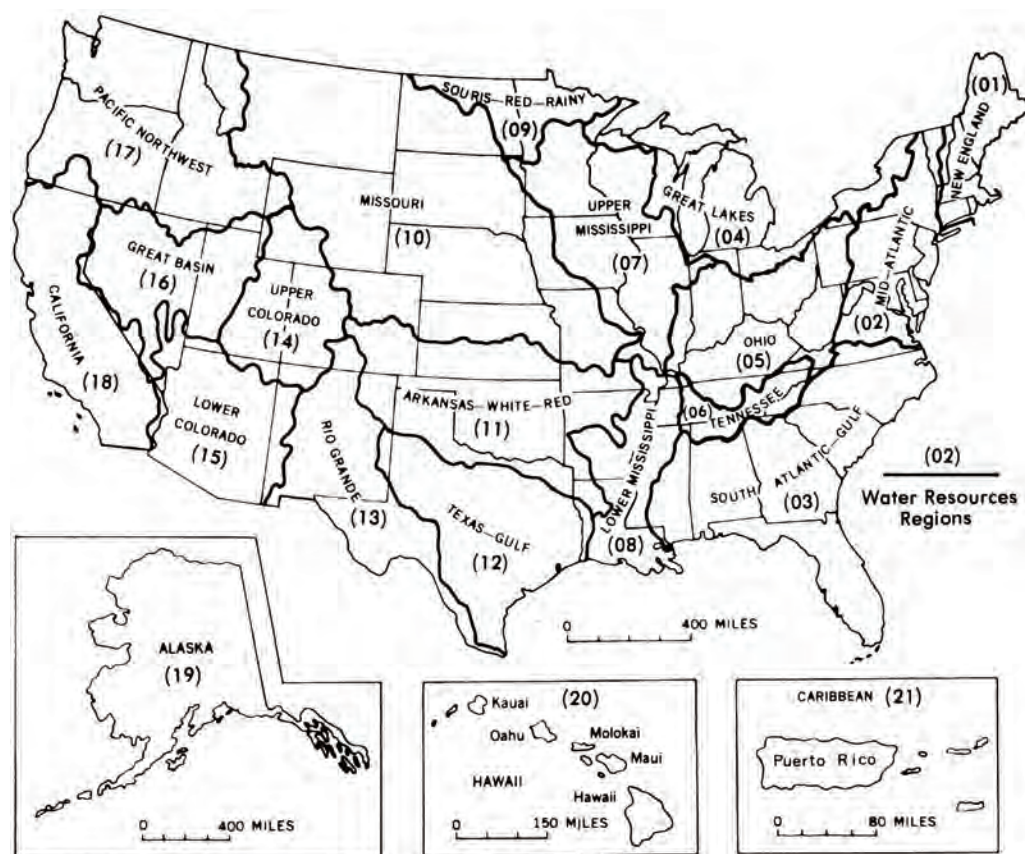 (01)
NEW ENGLAND
SOURIS—RED—RAINY
(09)
PACIFIC NORTHWEST
(17)
MISSOURI
(10)
UPPER
MISSISSIPPI
(07)
GREAT LAKES
(04)
MID—ATLANTIC
(02)
GREAT BASIN
(16)
UPPER
COLORADO
(14)
CALIFORNIA
(18)
OHIO
(05)
LOWER
COLORADO
(15)
ARKANSAS—WHITE—RED
(11)
(06)
TENNESSEE
RIO GRANDE
(13)
TEXAS—GULF
(12)
LOWER MISSISSIPPI
(08)
SOUTH ATLANTIC—GULF
(03)
(02)
Water Resources
Regions
0 400 MILES
ALASKA
(19)
0 400 MILES
(20)
Kauai
Oahu
Molokai
Maui
HAWAII
Hawaii
0 150 MILES
CARIBBEAN (21)
Puerto Rico
0 80 MILES